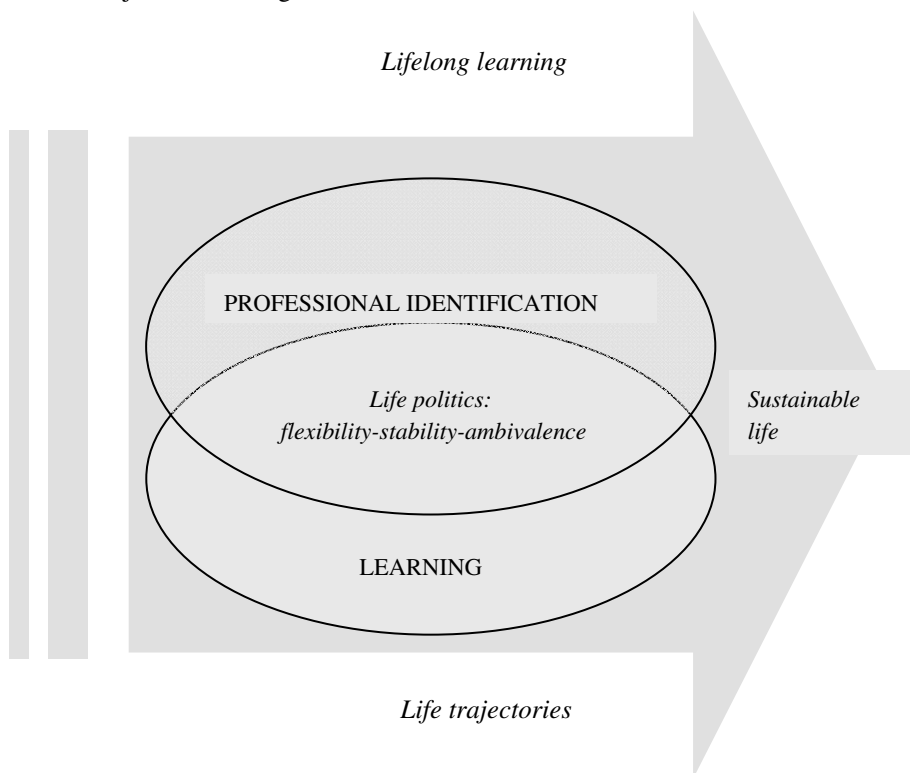 Lifelong learning
PROFESSIONAL IDENTIFICATION
Life politics:
flexibility-stability-ambivalence
Sustainable
life
LEARNING
Life trajectories